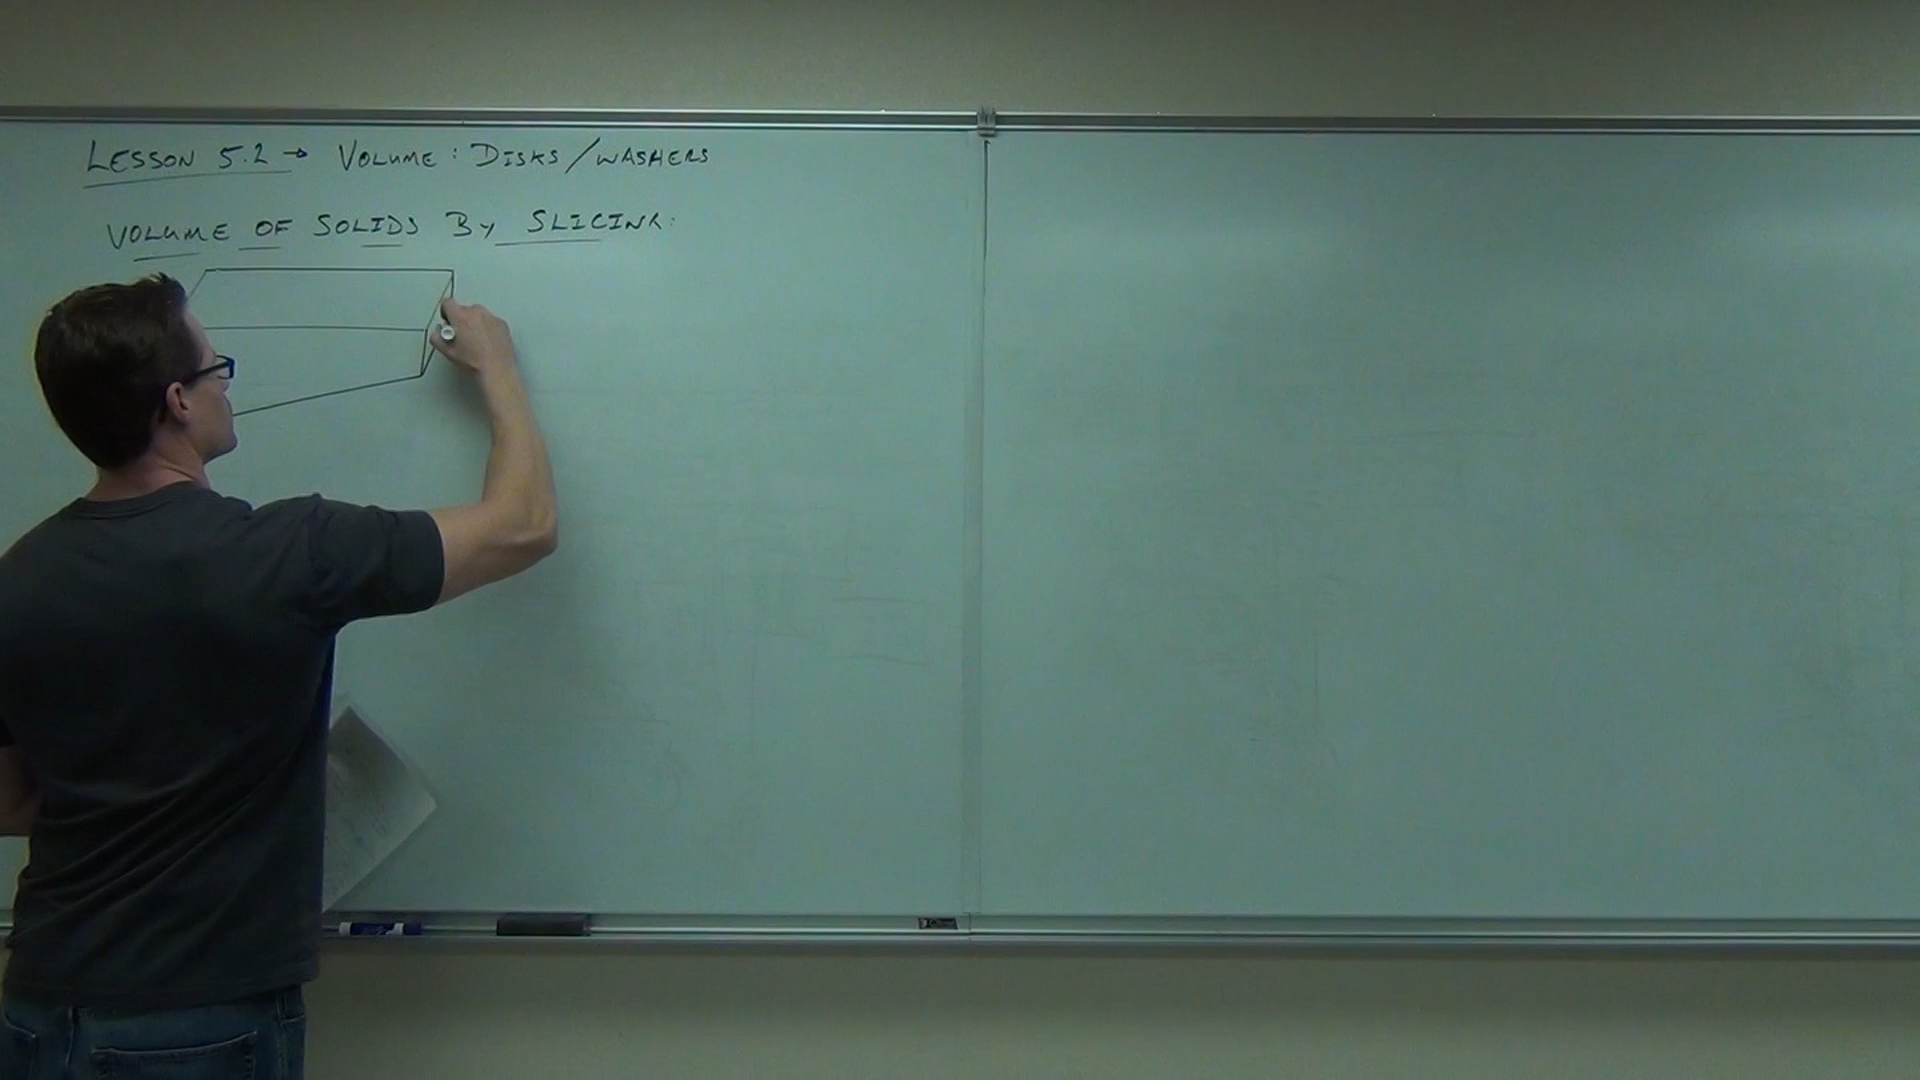 LESSON 5.2 → VOLUME: DISKS/WASHERS
VOLUME OF SOLIDS BY SLICING: